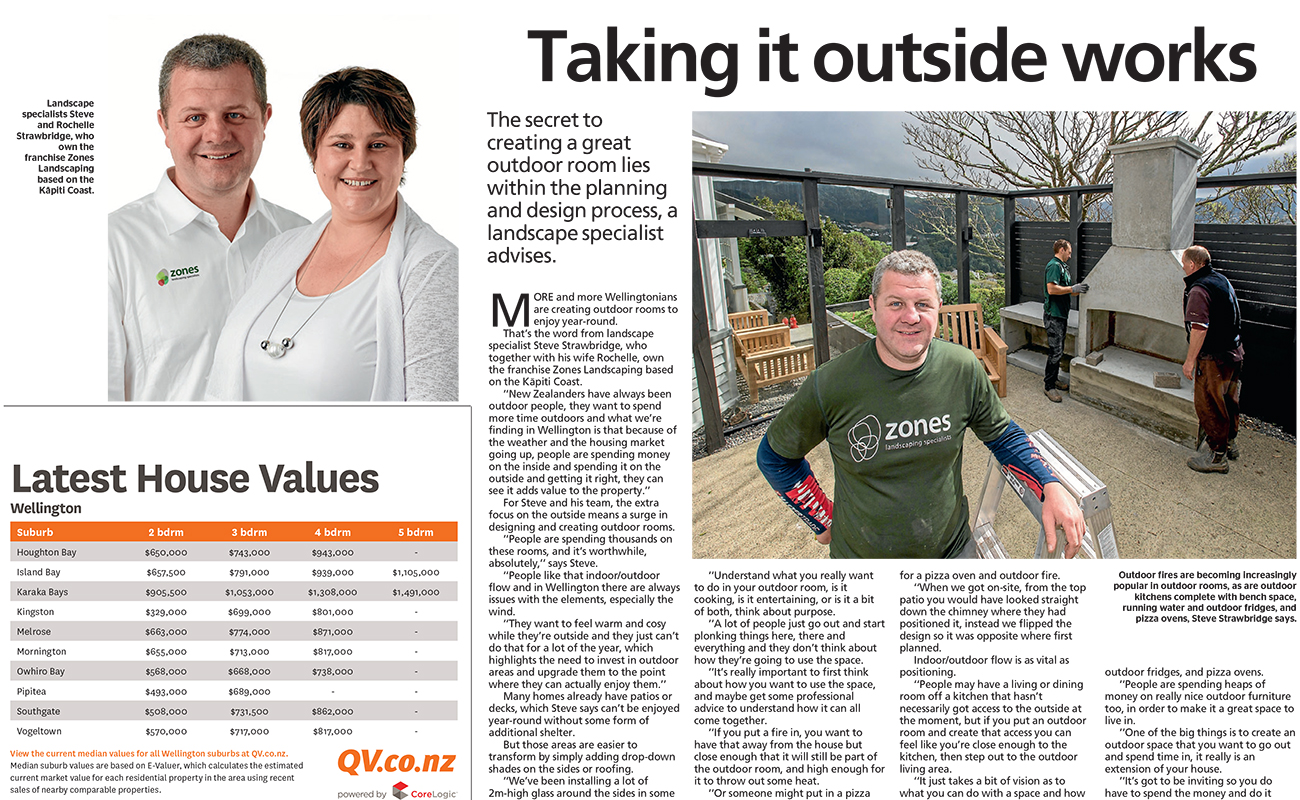 Landscape
specialists Steve
and Rochelle
Strawbridge, who
own the
franchise Zones
Landscaping
based on the
Kāpiti Coast.
zones
landscaping specialists
Latest House Values
Wellington
Suburb 2 bdrm 3 bdrm 4 bdrm 5 bdrm
Houghton Bay $650,000 $743,000 $943,000 -
Island Bay $657,500 $791,000 $939,000 $1,105,000
Karaka Bays $905,500 $1,053,000 $1,308,000 $1,491,000
Kingston $329,000 $699,000 $801,000 -
Melrose $663,000 $774,000 $871,000 -
Mornington $655,000 $713,000 $817,000 -
Owhiro Bay $568,000 $668,000 $738,000 -
Pipitea $493,000 $689,000 - -
Southgate $508,000 $731,500 $862,000 -
Vogeltown $570,000 $717,000 $817,000 -
View the current median values for all Wellington suburbs at QV.co.nz.
Median suburb values are based on E-Valuer, which calculates the estimated
current market value for each residential property in the area using recent
sales of nearby comparable properties.
QV.co.nz
powered by CoreLogic
Taking it outside works
The secret to
creating a great
outdoor room lies
within the planning
and design process, a
landscape specialist
advises.
MORE and more Wellingtonians
are creating outdoor rooms to
enjoy year-round.
That's the word from landscape
specialist Steve Strawbridge, who
together with his wife Rochelle, own
the franchise Zones Landscaping based
on the Kāpiti Coast.
"New Zealanders have always been
outdoor people, they want to spend
more time outdoors and what we're
finding in Wellington is that because of
the weather and the housing market
going up, people are spending money
on the inside and spending it on the
outside and getting it right, they can
see it adds value to the property."
For Steve and his team, the extra
focus on the outside means a surge in
designing and creating outdoor rooms.
"People are spending thousands on
these rooms, and it's worthwhile,
absolutely," says Steve.
"People like that indoor/outdoor
flow and in Wellington there are always
issues with the elements, especially the
wind.
"They want to feel warm and cosy
while they're outside and they just can't
do that for a lot of the year, which
highlights the need to invest in outdoor
areas and upgrade them to the point
where they can actually enjoy them."
Many homes already have patios or
decks, which Steve says can't be enjoyed
year-round without some form of
additional shelter.
But those areas are easier to
transform by simply adding drop-down
shades on the sides or roofing.
"We've been installing a lot of
2m-high glass around the sides in some
zones
landscaping specialists
"Understand what you really want
to do in your outdoor room, is it
cooking, is it entertaining, or is it a bit
of both, think about purpose.
"A lot of people just go out and start
plonking things here, there and
everything and they don't think about
how they're going to use the space.
"It's really important to first think
about how you want to use the space,
and maybe get some professional
advice to understand how it can all
come together.
"If you put a fire in, you want to
have that away from the house but
close enough that it will still be part of
the outdoor room, and high enough for
it to throw out some heat.
"Or someone might put in a pizza
for a pizza oven and outdoor fire.
"When we got on-site, from the top
patio you would have looked straight
down the chimney where they had
positioned it, instead we flipped the
design so it was opposite where first
planned.
Indoor/outdoor flow is as vital as
positioning.
"People may have a living or dining
room off a kitchen that hasn't
necessarily got access to the outside at
the moment, but if you put an outdoor
room and create that access you can
feel like you're close enough to the
kitchen, then step out to the outdoor
living area.
"It just takes a bit of vision as to
what you can do with a space and how
Outdoor fires are becoming increasingly
popular in outdoor rooms, as are outdoor
kitchens complete with bench space,
running water and outdoor fridges, and
pizza ovens, Steve Strawbridge says.
outdoor fridges, and pizza ovens.
"People are spending heaps of
money on really nice outdoor furniture
too, in order to make it a great space to
live in.
"One of the big things is to create an
outdoor space that you want to go out
and spend time in, it really is an
extension of your house.
"It's got to be inviting so you do
have to spend the money and do it